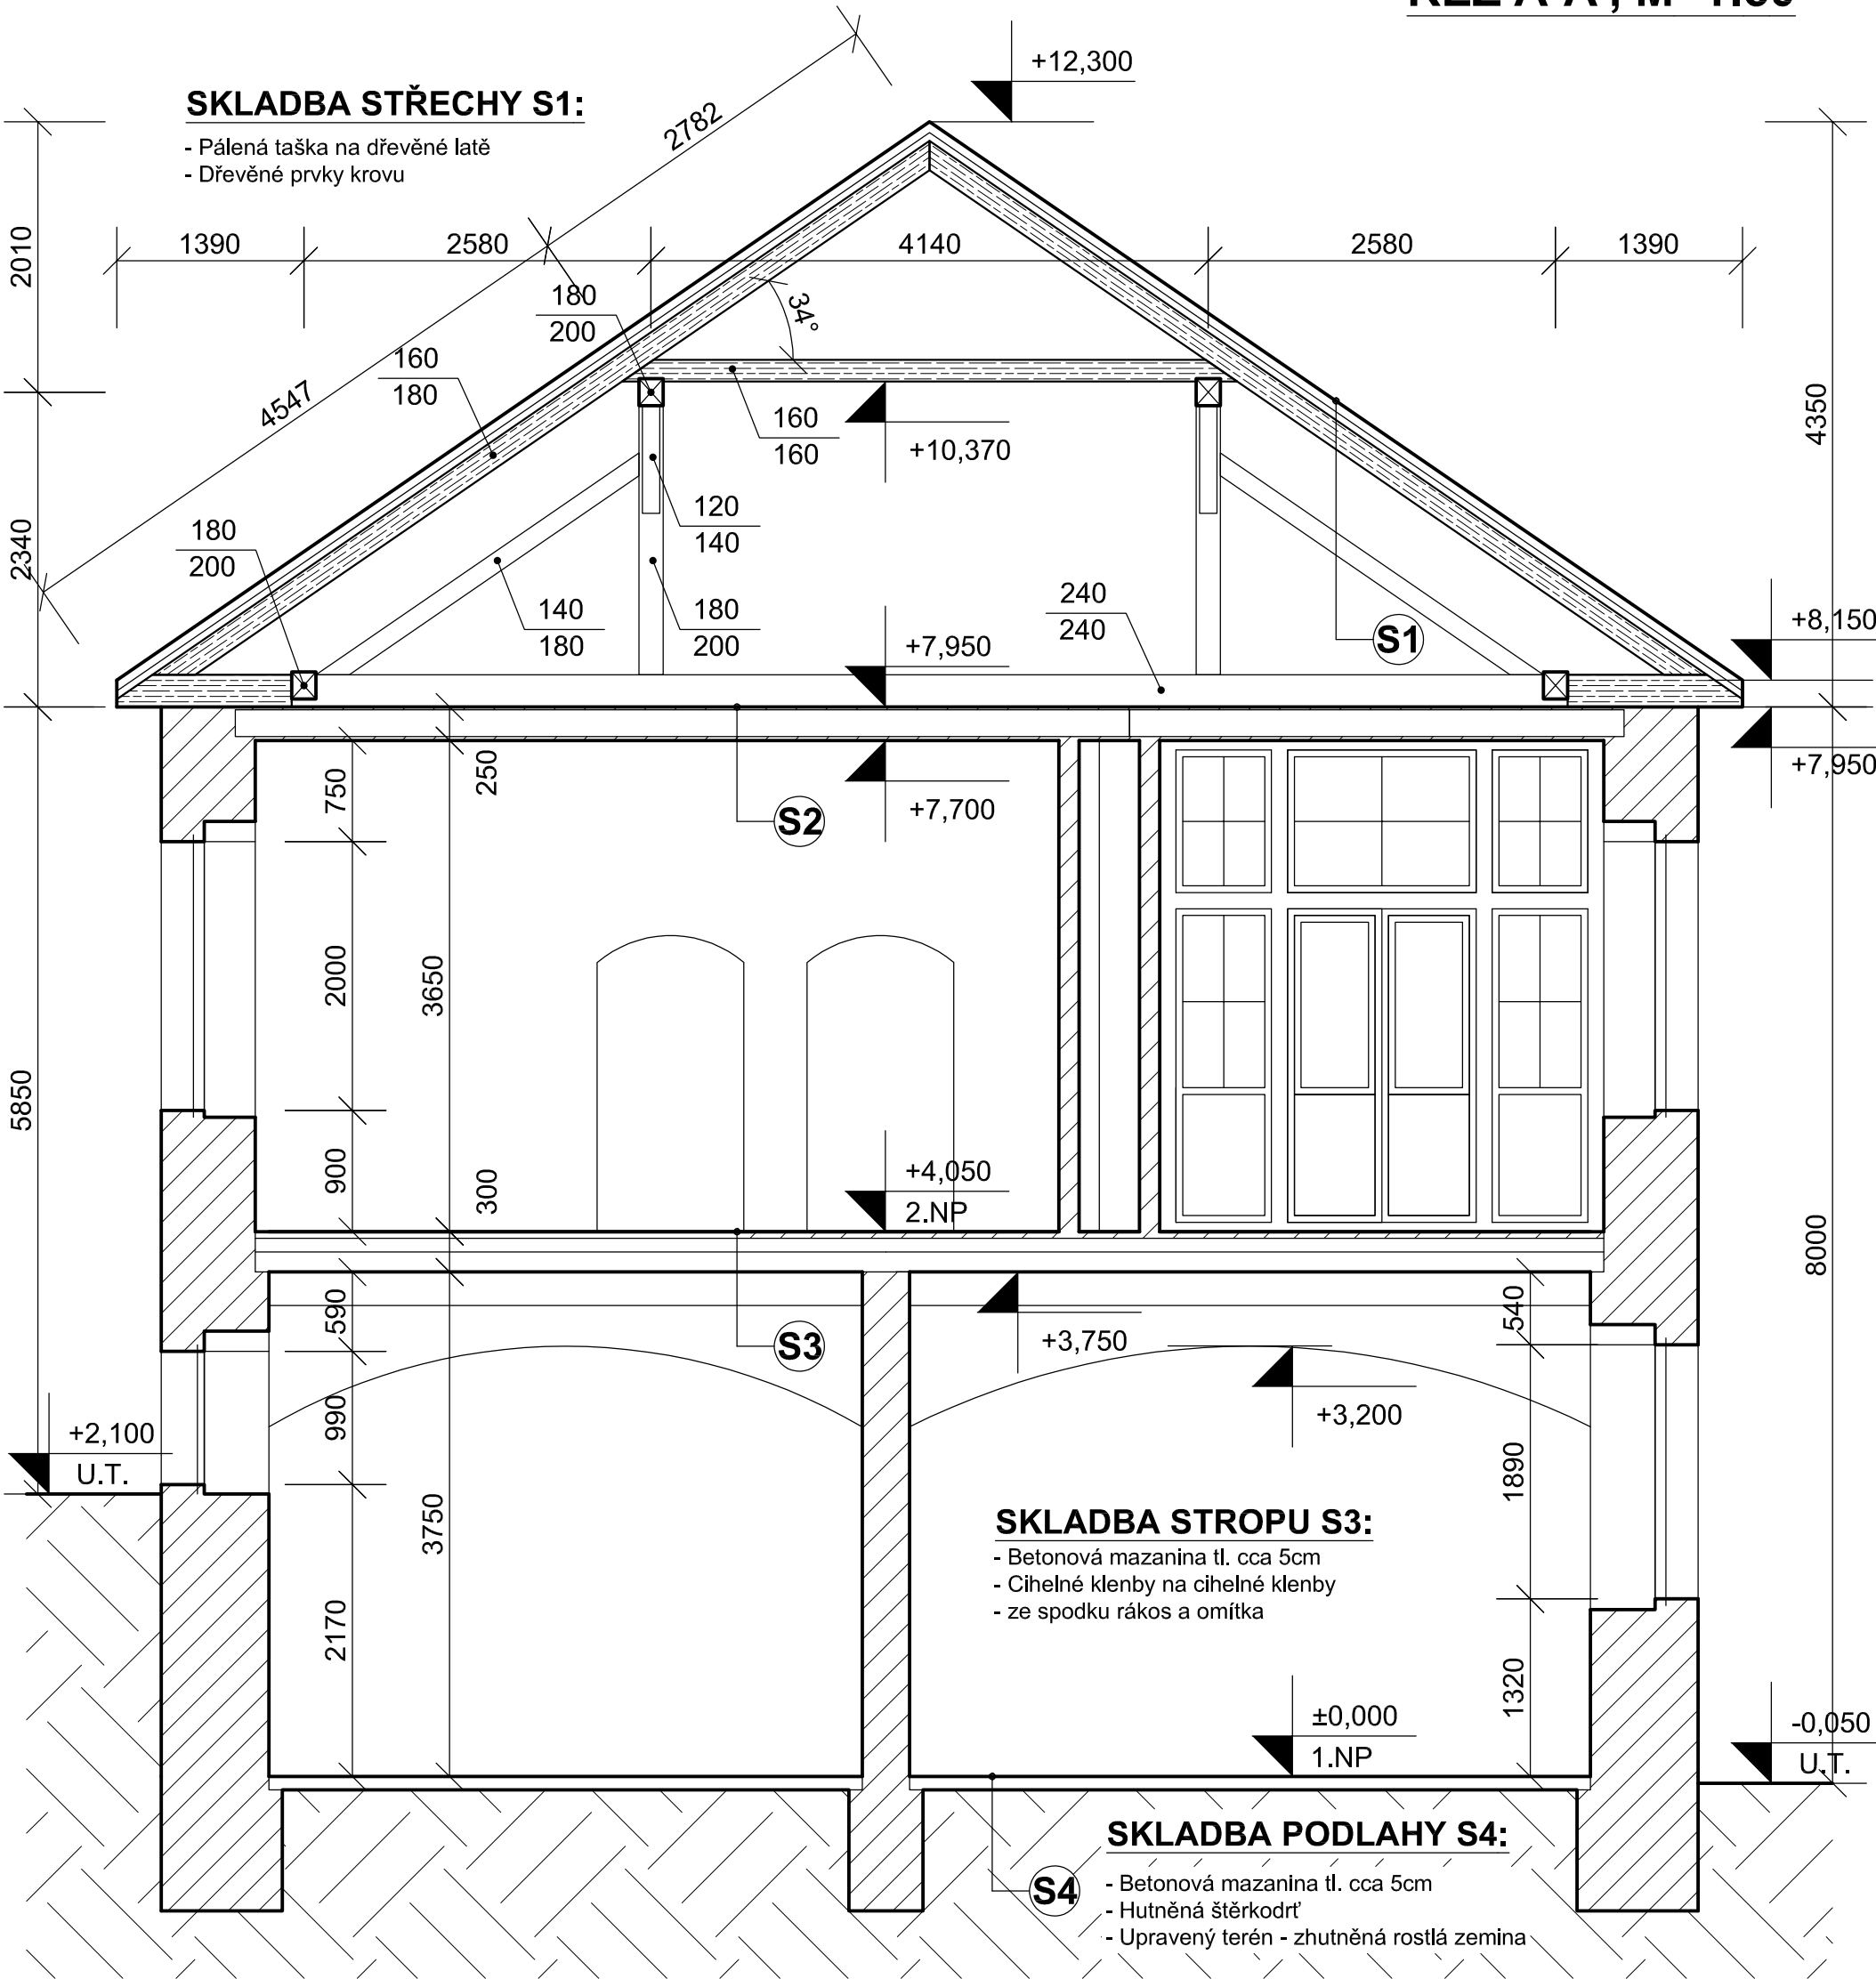 +12,300
SKLADBA STŘECHY S1:
- Pálená taška na dřevěné latě
- Dřevěné prvky krovu
2782
2010
1390
2580
4140
2580
1390
34°
180
200
160
180
4547
160
160
+10,370
4350
2340
180
200
120
140
140
180
180
200
240
240
S1
+8,150
+7,950
+7,950
750
250
S2
+7,700
2000
3650
5850
900
300
+4,050
2.NP
8000
590
S3
+3,750
540
+3,200
990
+2,100
U.T.
3750
1890
SKLADBA STROPU S3:
- Betonová mazanina tl. cca 5cm
- Cihelné klenby na cihelné klenby
- ze spodku rákos a omítka
2170
1320
±0,000
1.NP
-0,050
U.T.
SKLADBA PODLAHY S4:
S4
- Betonová mazanina tl. cca 5cm
- Hutněná štěrkodrť
- Upravený terén - zhutněná rostlá zemina